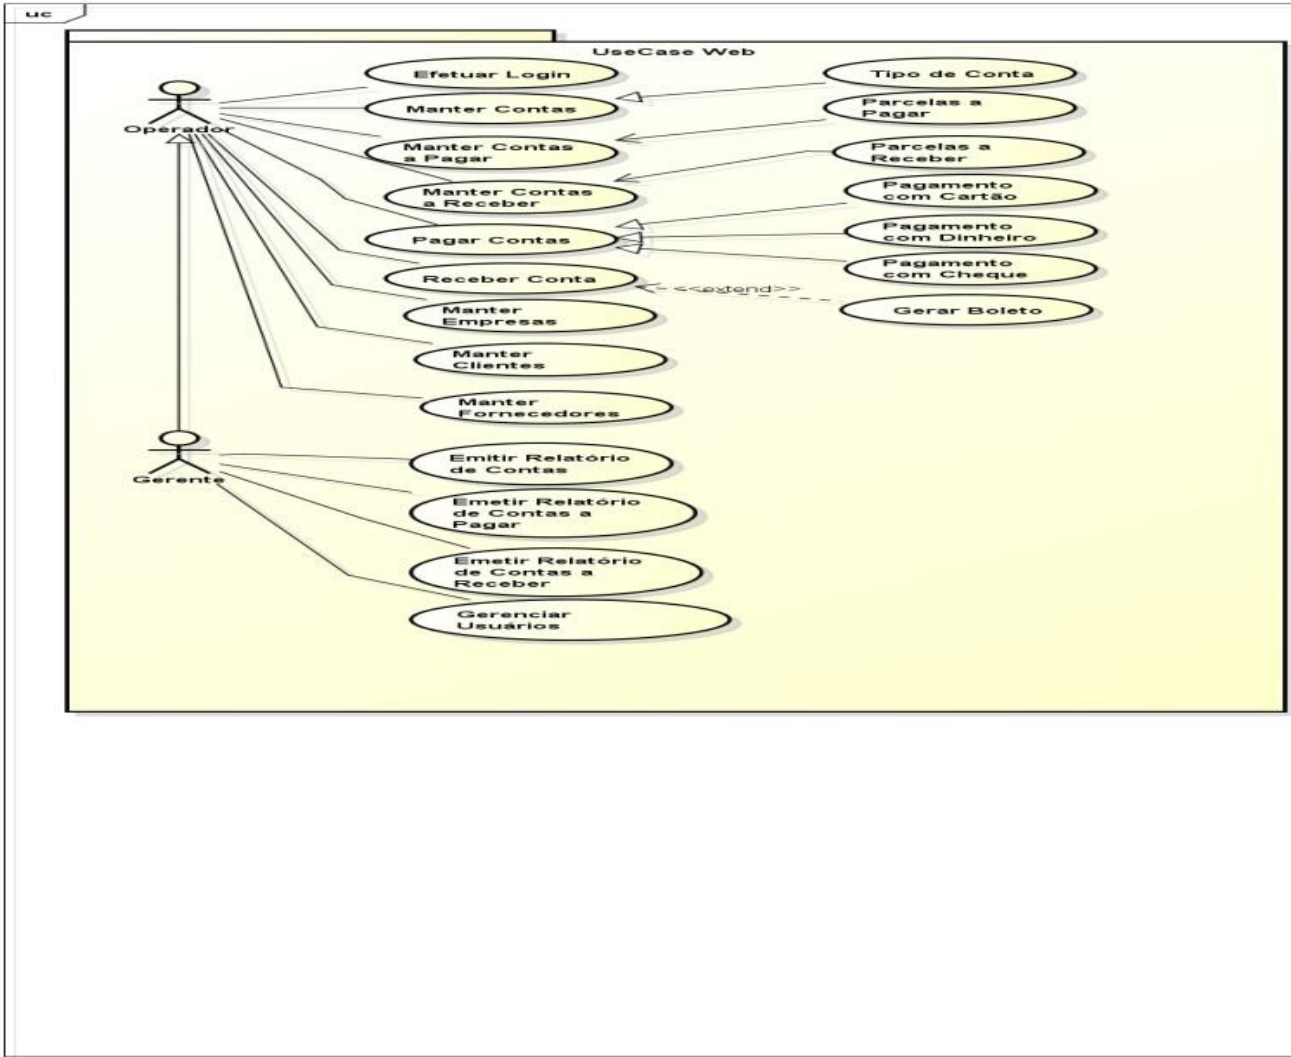 uc
UseCase Web
Operador
Efetuar Login
Manter Contas
Manter Contas
a Pagar
Manter Contas
a Receber
Pagar Contas
Receber Conta
Manter
Empresas
Manter
Clientes
Manter
Fornecedores
Tipo de Conta
Parcelas a
Pagar
Parcelas a
Receber
Pagamento
com Cartão
Pagamento
com Dinheiro
Pagamento
com Cheque
<<extend>>
Gerar Boleto
Gerente
Emitir Relatório
de Contas
Emetir Relatório
de Contas a
Pagar
Emetir Relatório
de Contas a
Receber
Gerenciar
Usuários